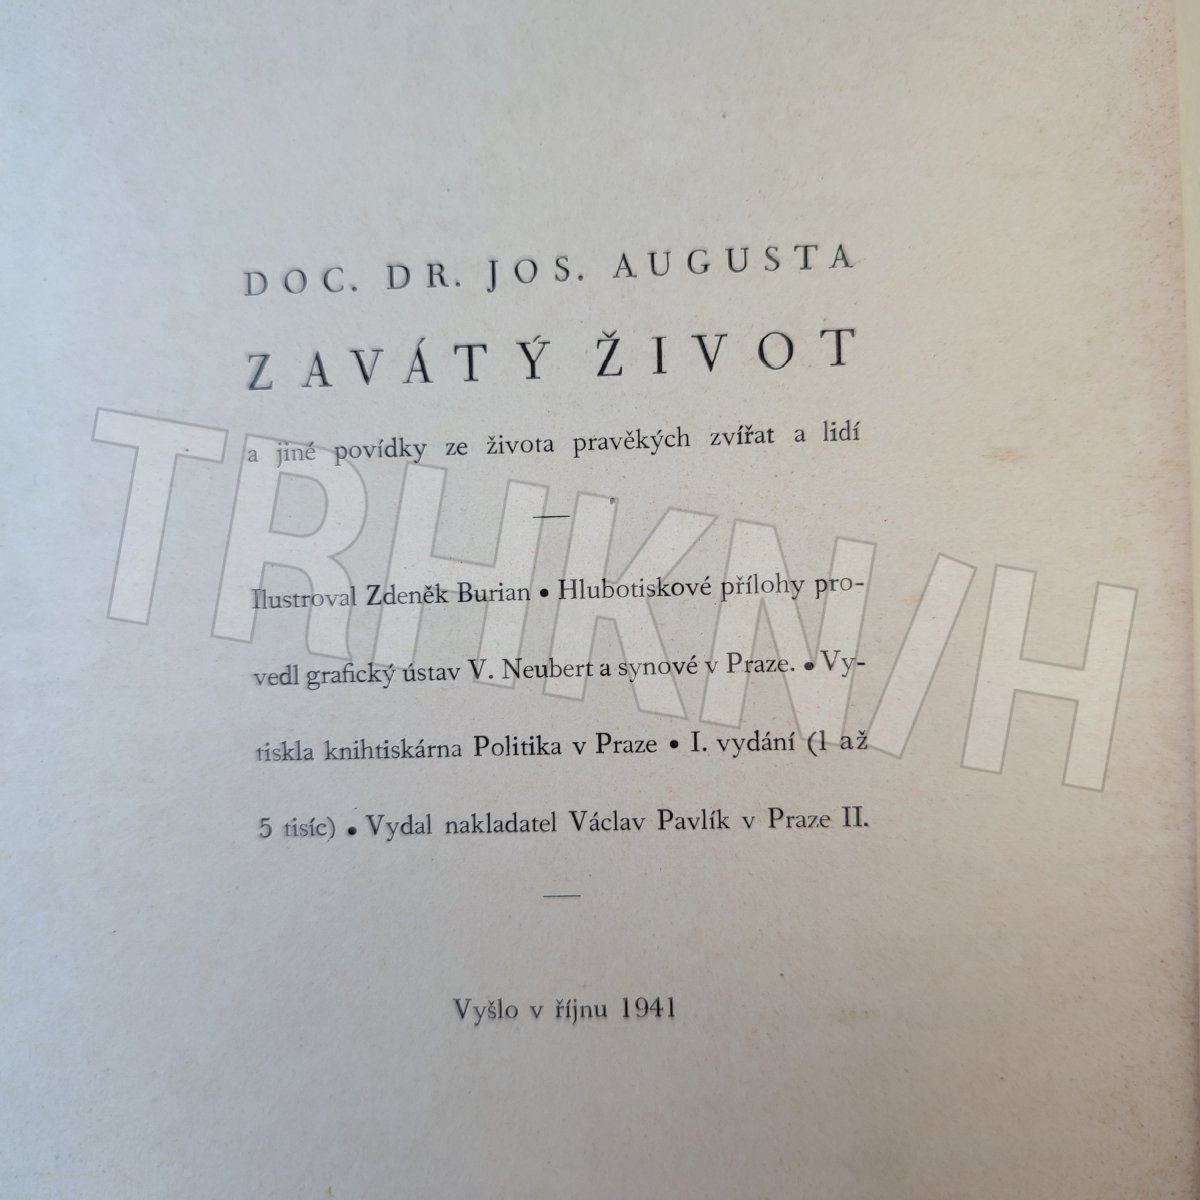 DOC. DR. JOS. AUGUSTA
ZAVÁTÝ ŽIVOT
a jiné povídky ze života pravěkých zvířat a lidí
Ilustroval Zdeněk Burian • Hlubotiskové přílohy pro-
vedl grafický ústav V. Neubert a synové v Praze. • Vy-
tiskla knihtiskárna Politika v Praze • I. vydání (1 až
5 tisíc) • Vydal nakladatel Václav Pavlík v Praze II.
Vyšlo v říjnu 1941
TRHKN/H